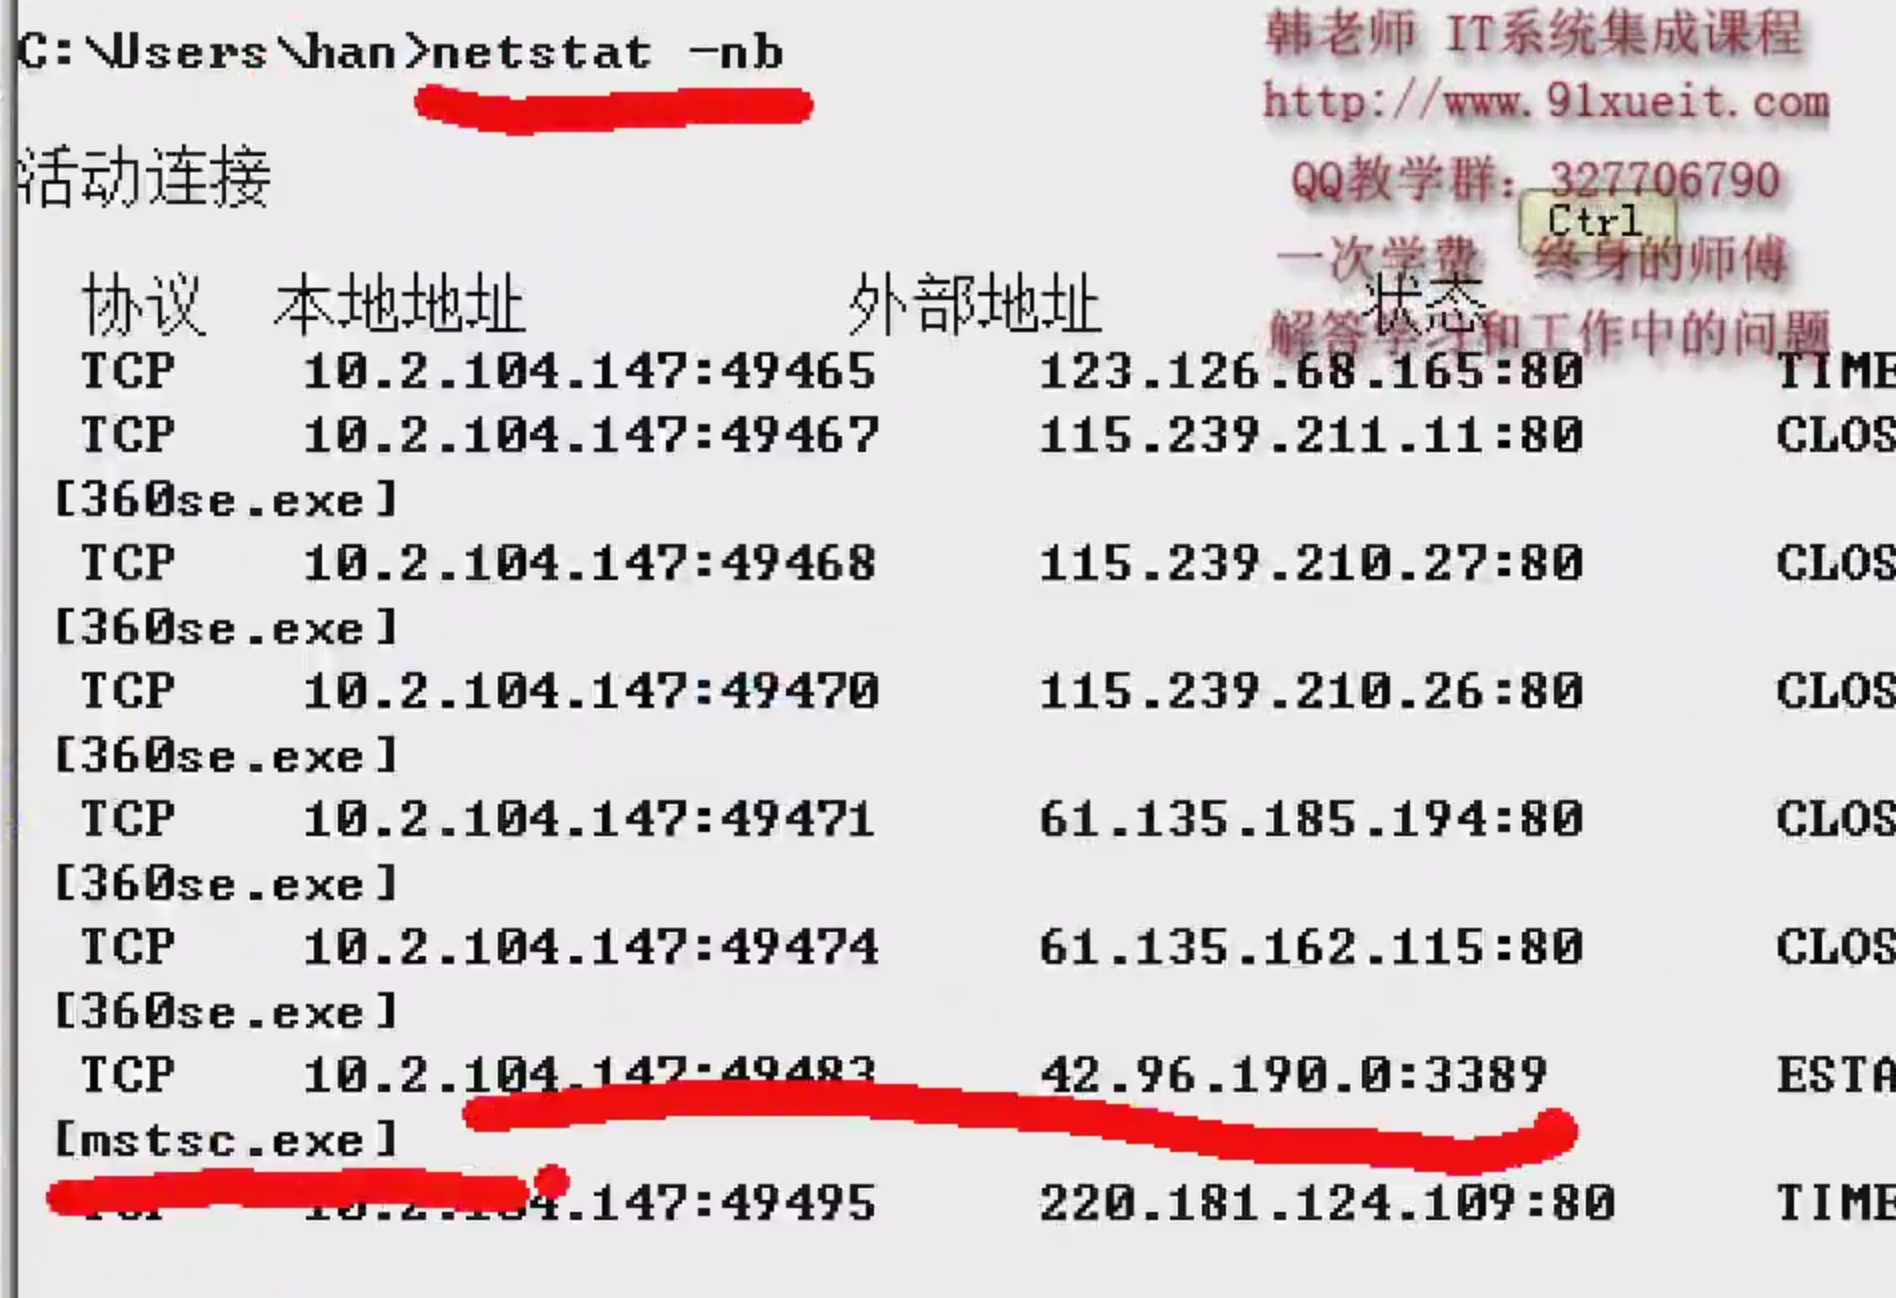 韩老师 IT系统集成课程
http://www.91xueit.com
QQ教学群：327706790
Ctrl
一次学费 终身的师傅
解答学习和工作中的问题
C:\Users\han>netstat -nb
活动连接
协议 本地地址 外部地址 状态
TCP 10.2.104.147:49465 123.126.68.165:80 TIME
TCP 10.2.104.147:49467 115.239.211.11:80 CLOS
[360se.exe]
TCP 10.2.104.147:49468 115.239.210.27:80 CLOS
[360se.exe]
TCP 10.2.104.147:49470 115.239.210.26:80 CLOS
[360se.exe]
TCP 10.2.104.147:49471 61.135.185.194:80 CLOS
[360se.exe]
TCP 10.2.104.147:49474 61.135.162.115:80 CLOS
[360se.exe]
TCP 10.2.104.147:49483 42.96.190.0:3389 ESTA
[mstsc.exe]
TCP 10.2.104.147:49495 220.181.124.109:80 TIME